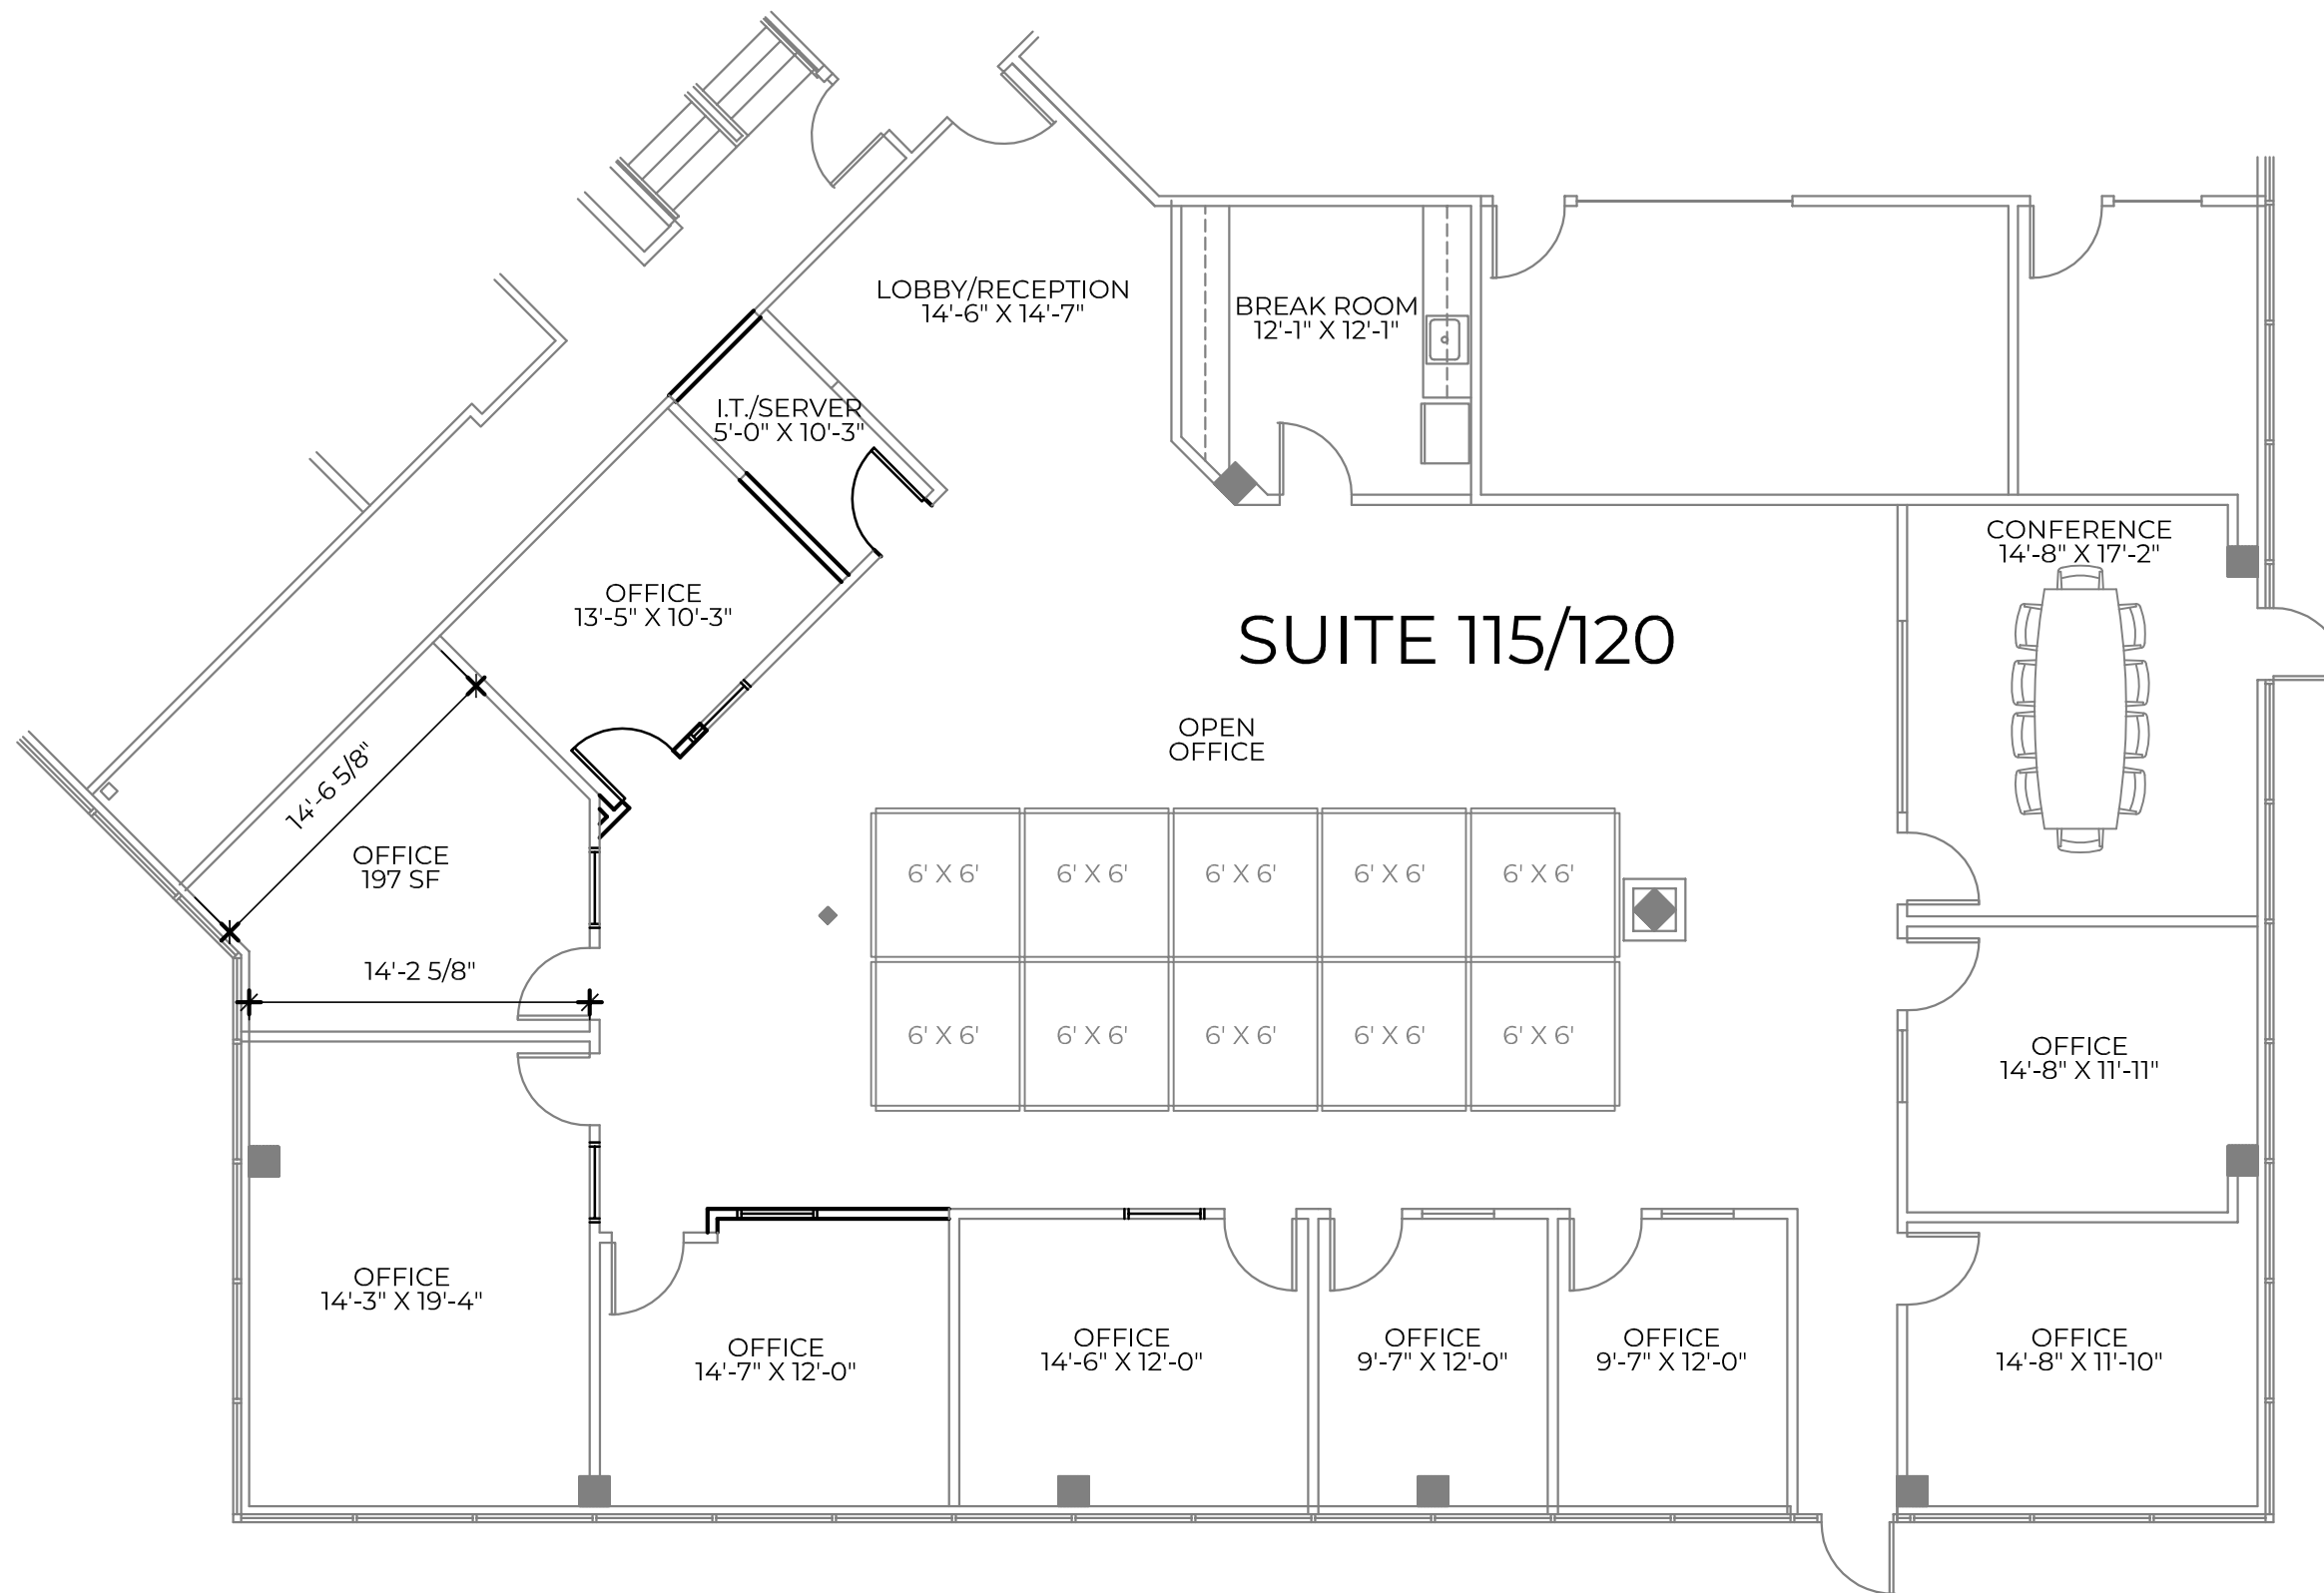 LOBBY/RECEPTION
14'-6" X 14'-7"
BREAK ROOM
12'-1" X 12'-1"
I.T./SERVER
5'-0" X 10'-3"
CONFERENCE
14'-8" X 17'-2"
OFFICE
13'-5" X 10'-3"
SUITE 115/120
OPEN
OFFICE
14'-6 5/8"
OFFICE
197 SF
14'-2 5/8"
6' X 6'
6' X 6'
6' X 6'
6' X 6'
6' X 6'
6' X 6'
6' X 6'
6' X 6'
6' X 6'
6' X 6'
OFFICE
14'-8" X 11'-11"
OFFICE
14'-3" X 19'-4"
OFFICE
14'-7" X 12'-0"
OFFICE
14'-6" X 12'-0"
OFFICE
9'-7" X 12'-0"
OFFICE
9'-7" X 12'-0"
OFFICE
14'-8" X 11'-10"